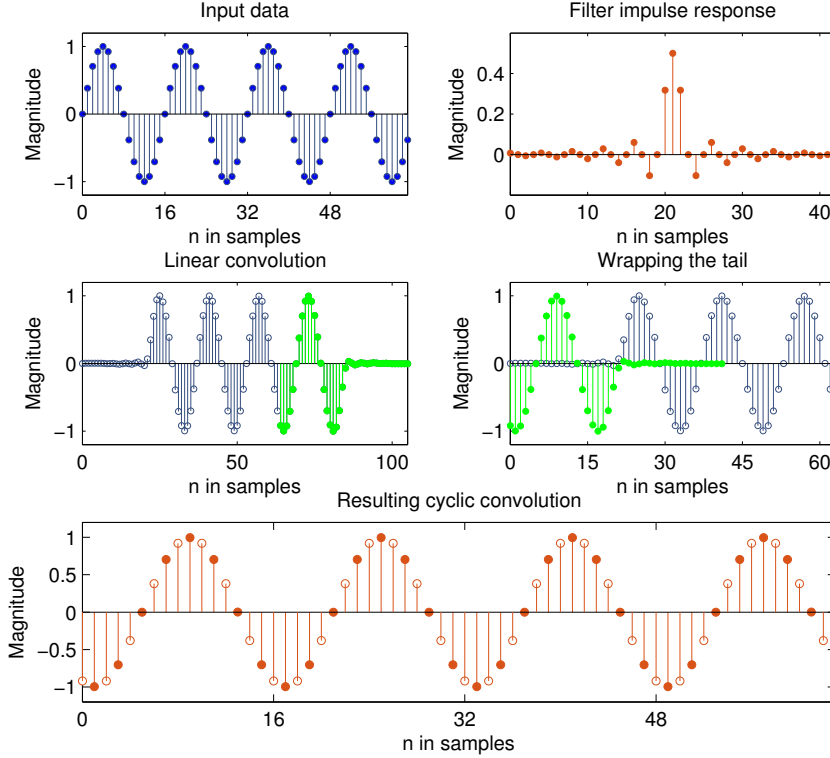 Input data
Magnitude
1
0
−1
0
16
32
48
n in samples
Filter impulse response
Magnitude
0.4
0.2
0
0
10
20
30
40
n in samples
Linear convolution
Magnitude
1
0
−1
0
50
100
n in samples
Wrapping the tail
Magnitude
1
0
−1
0
15
30
45
60
n in samples
Resulting cyclic convolution
Magnitude
1
0.5
0
−0.5
−1
0
16
32
48
n in samples